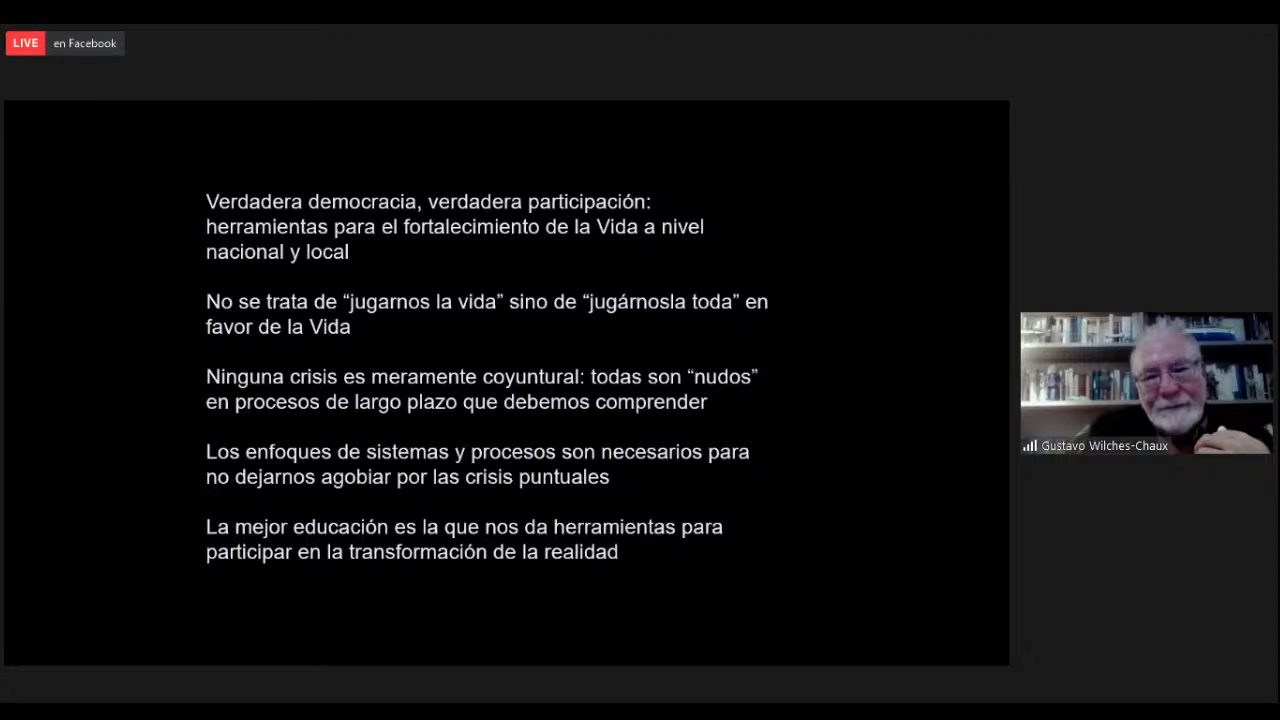 LIVE en Facebook
Verdadera democracia, verdadera participación:
herramientas para el fortalecimiento de la Vida a nivel
nacional y local
No se trata de “jugarnos la vida” sino de “jugárnosla toda” en
favor de la Vida
Ninguna crisis es meramente coyuntural: todas son “nudos”
en procesos de largo plazo que debemos comprender
Los enfoques de sistemas y procesos son necesarios para
no dejarnos agobiar por las crisis puntuales
La mejor educación es la que nos da herramientas para
participar en la transformación de la realidad
Gustavo Wilches-Chaux